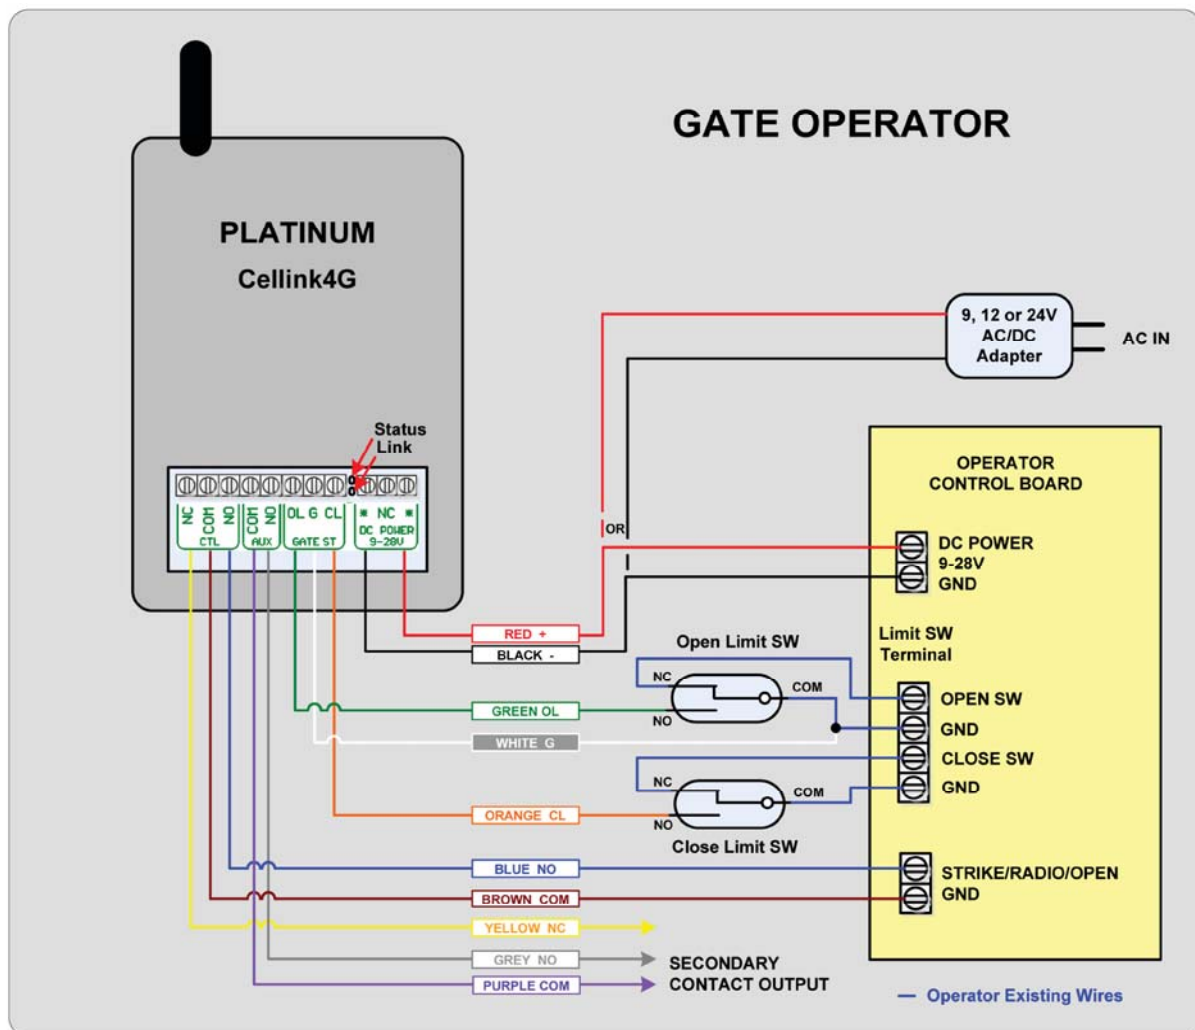 GATE OPERATOR
PLATINUM
Cellink4G
9, 12 or 24V
AC/DC
Adapter
AC IN
Status
Link
NC
COM
NO
CTL
COM
NO
AUX
OL G CL
GATE ST
* NC *
DC POWER
9-28V
OR
OPERATOR
CONTROL BOARD
DC POWER
9-28V
GND
RED +
BLACK -
Open Limit SW
Limit SW
Terminal
NC
COM
NO
OPEN SW
GREEN OL
GND
WHITE G
CLOSE SW
NC
COM
NO
GND
ORANGE CL
Close Limit SW
BLUE NO
STRIKE/RADIO/OPEN
BROWN COM
GND
YELLOW NC
GREY NO
PURPLE COM
SECONDARY
CONTACT OUTPUT
Operator Existing Wires